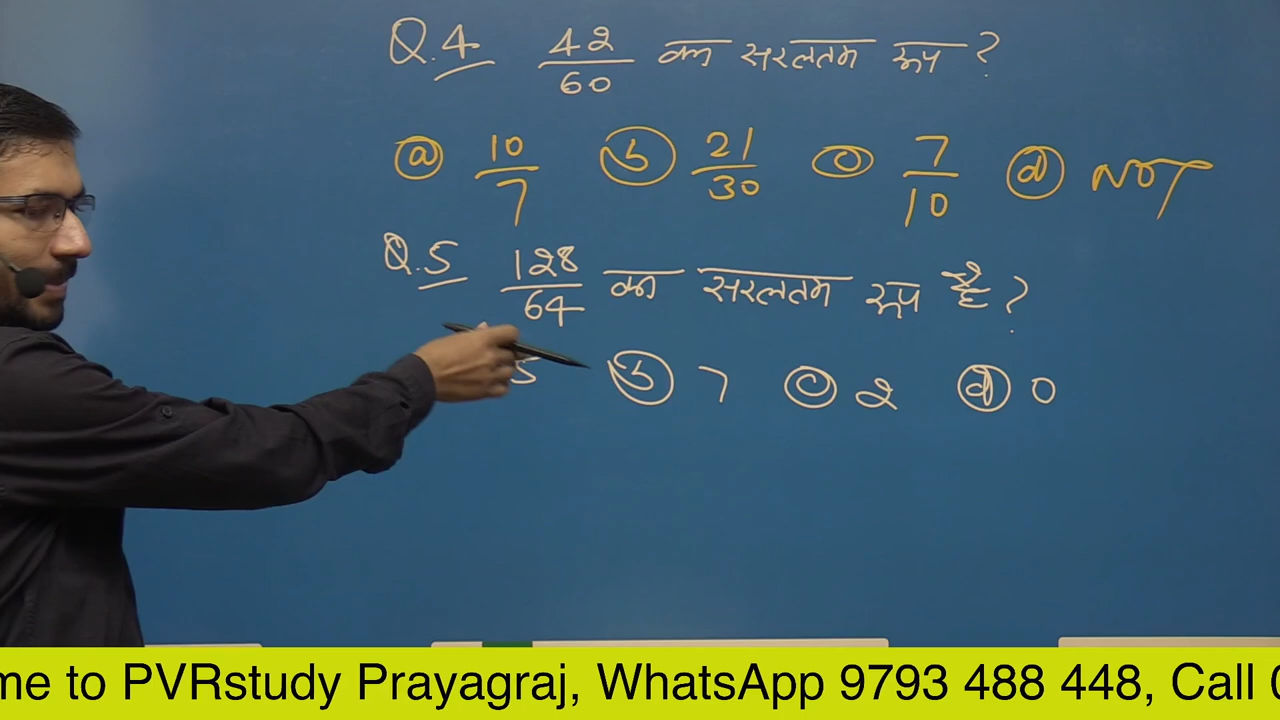 Q.4 42/60 का सरलतम रूप ?
ⓐ 10/7 ⓑ 21/30 ⓒ 7/10 ⓓ NOT
Q.5 128/64 का सरलतम रूप है ?
5 ⓑ 7 ⓒ 2 ⓓ 0
me to PVRstudy Prayagraj, WhatsApp 9793 488 448, Call